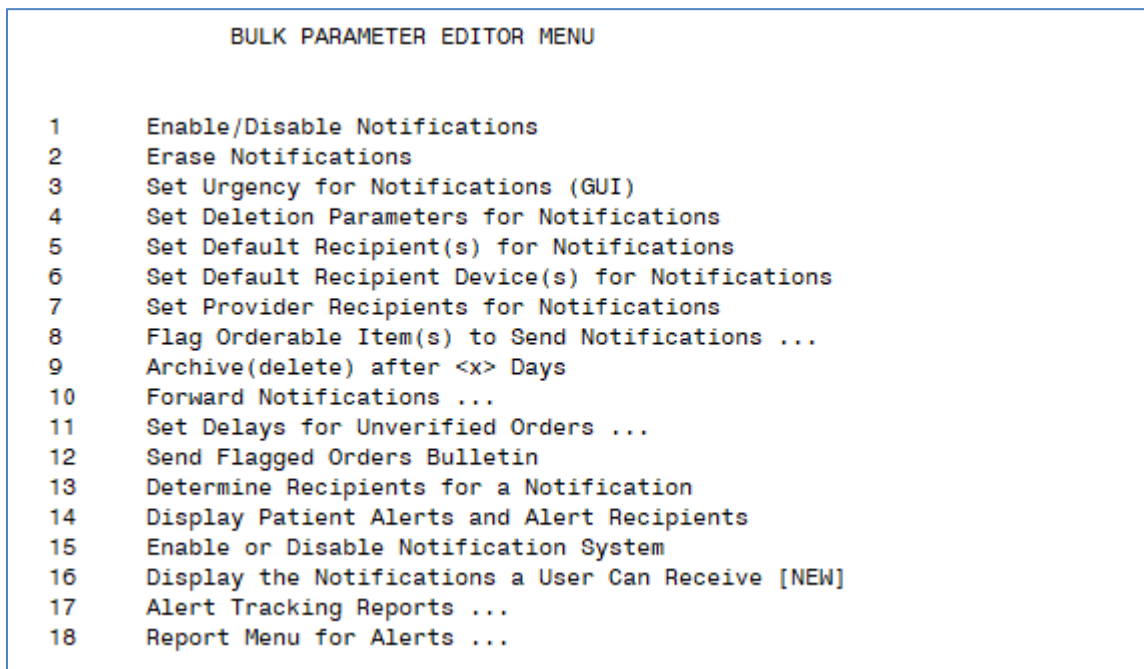 BULK PARAMETER EDITOR MENU
1 Enable/Disable Notifications
2 Erase Notifications
3 Set Urgency for Notifications (GUI)
4 Set Deletion Parameters for Notifications
5 Set Default Recipient(s) for Notifications
6 Set Default Recipient Device(s) for Notifications
7 Set Provider Recipients for Notifications
8 Flag Orderable Item(s) to Send Notifications ...
9 Archive(delete) after <x> Days
10 Forward Notifications ...
11 Set Delays for Unverified Orders ...
12 Send Flagged Orders Bulletin
13 Determine Recipients for a Notification
14 Display Patient Alerts and Alert Recipients
15 Enable or Disable Notification System
16 Display the Notifications a User Can Receive [NEW]
17 Alert Tracking Reports ...
18 Report Menu for Alerts ...